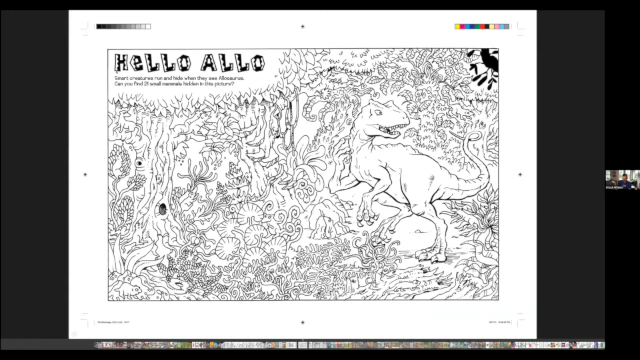 HELLO ALLO
Smart creatures run and hide when they see Allosaurus.
Can you find 21 small mammals hidden in this picture?